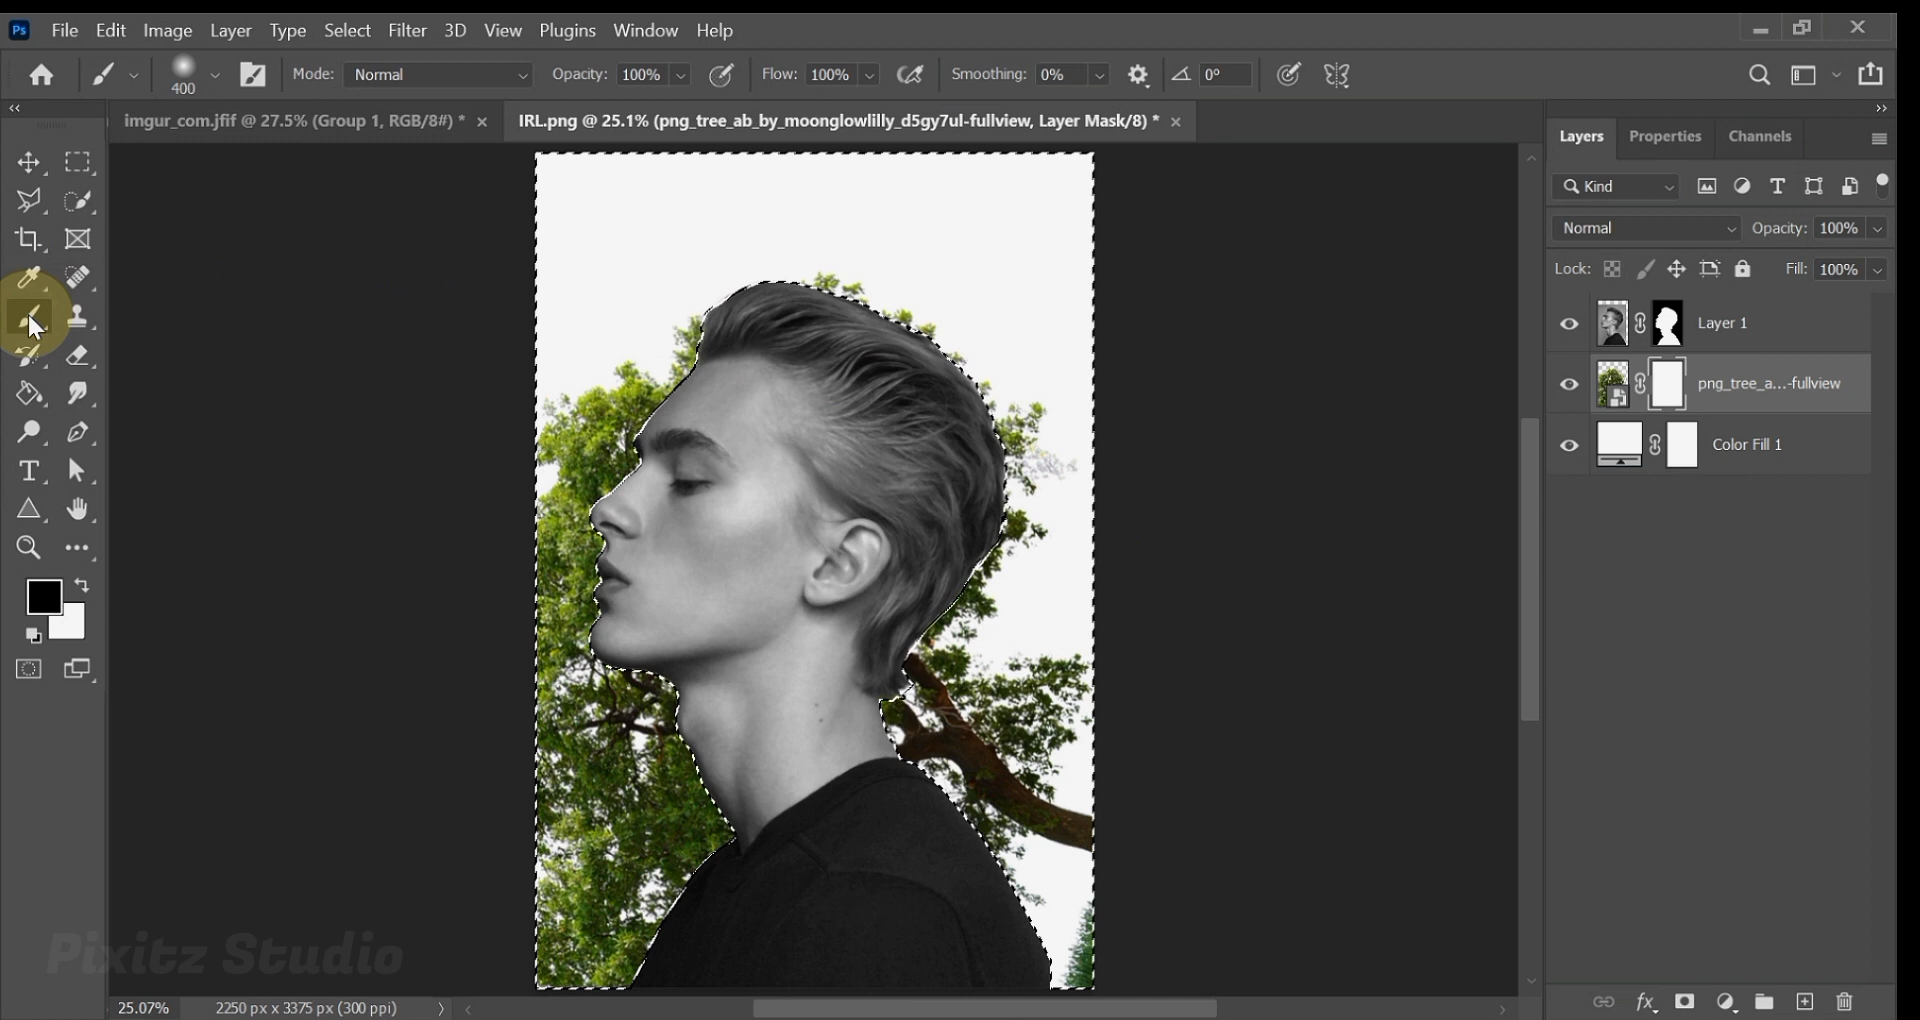 Ps File Edit Image Layer Type Select Filter 3D View Plugins Window Help
400 Mode: Normal Opacity: 100% Flow: 100% Smoothing: 0% 0°
imgur_com.jfif @ 27.5% (Group 1, RGB/8#) * IRL.png @ 25.1% (png_tree_ab_by_moonglowlilly_d5gy7ul-fullview, Layer Mask/8) *
Layers Properties Channels
Kind
Normal Opacity: 100%
Lock: Fill: 100%
Layer 1
png_tree_a...-fullview
Color Fill 1
Pixitz Studio
25.07% 2250 px x 3375 px (300 ppi)